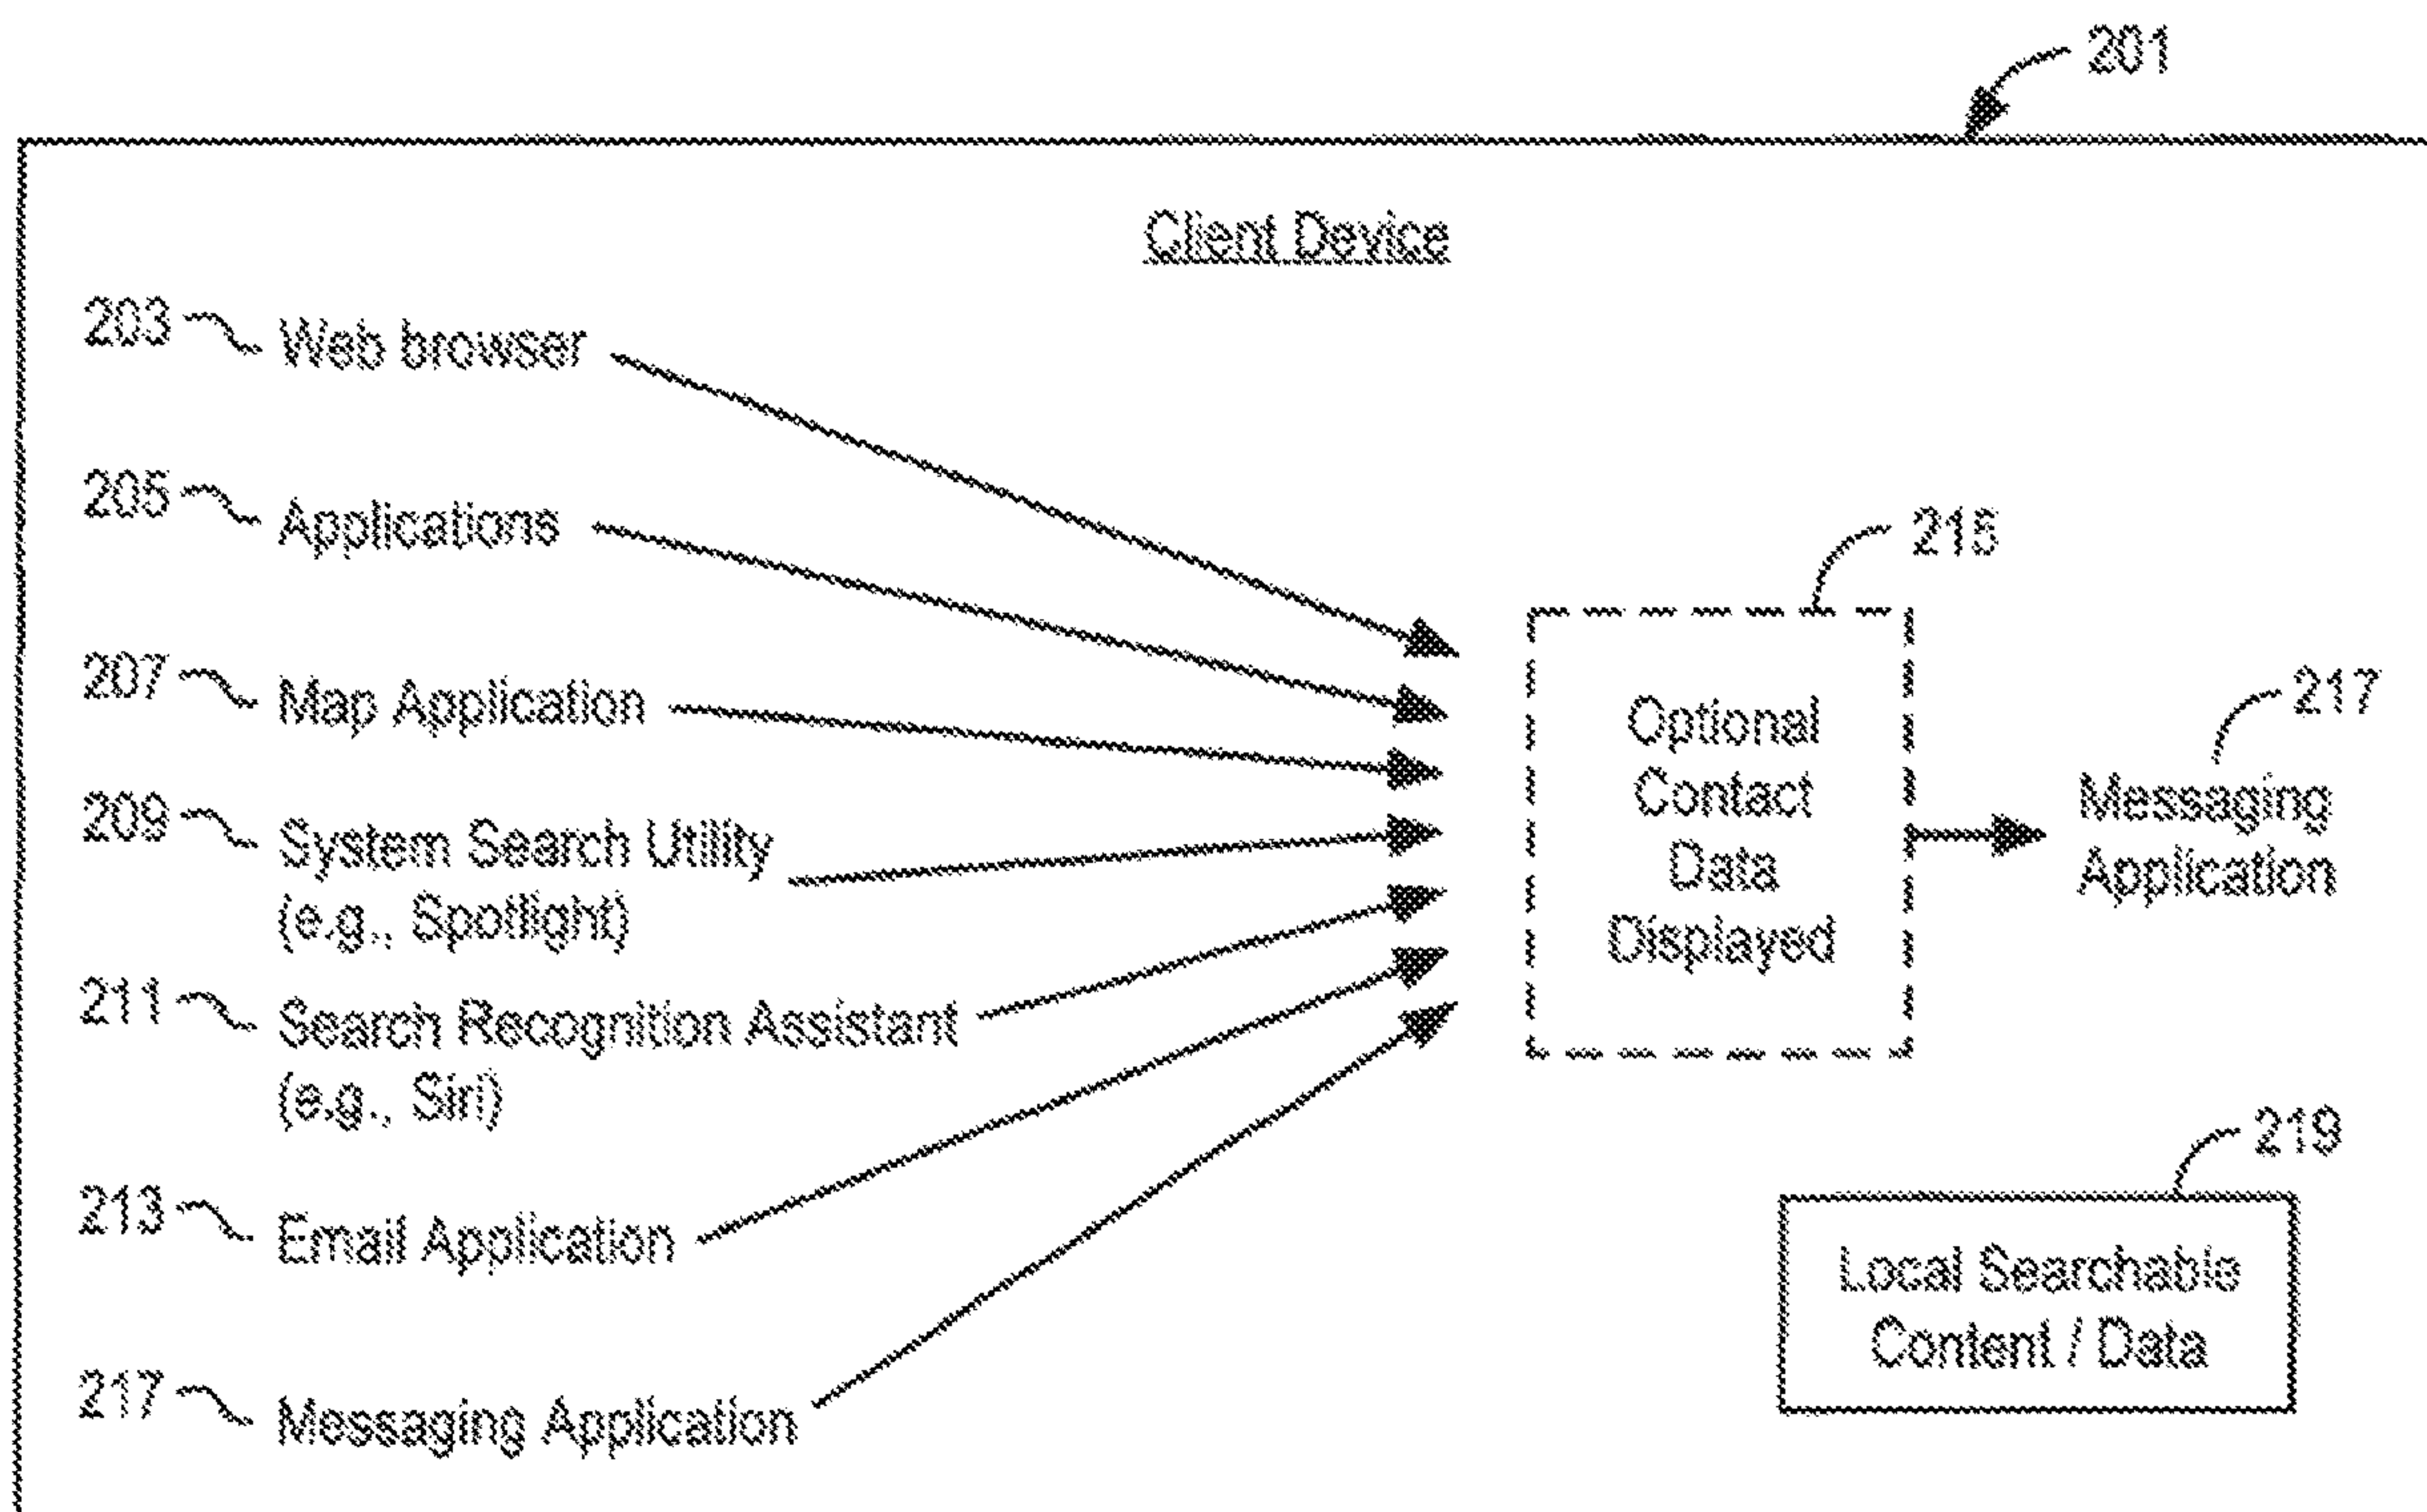 201
Client Device
203 Web browser
205 Applications
215
207 Map Application
Optional
Contact
Data
Displayed
217
Messaging
Application
209 System Search Utility
(e.g., Spotlight)
211 Search Recognition Assistant
(e.g., Siri)
219
Local Searchable
Content / Data
213 Email Application
217 Messaging Application